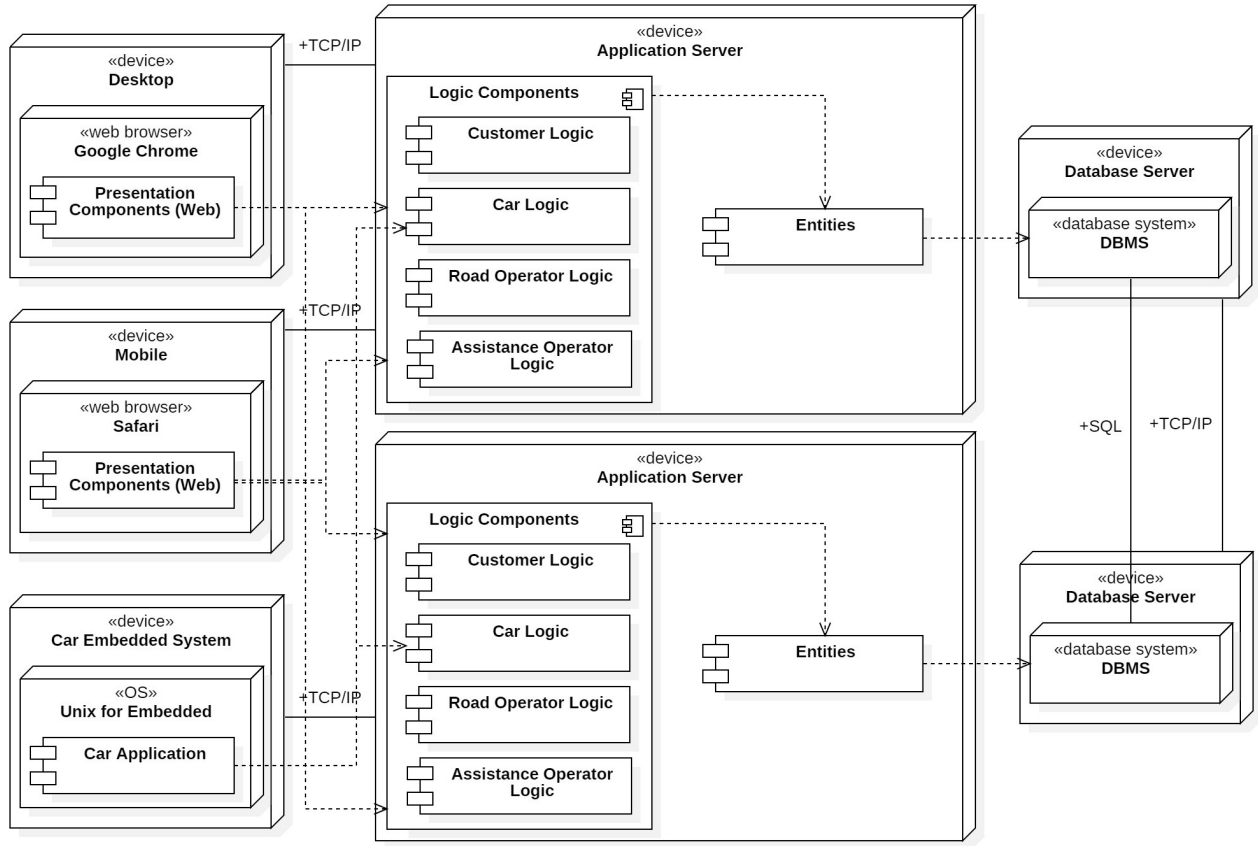 «device»
Desktop
«web browser»
Google Chrome
Presentation
Components (Web)
+TCP/IP
«device»
Mobile
«web browser»
Safari
Presentation
Components (Web)
+TCP/IP
«device»
Car Embedded System
«OS»
Unix for Embedded
Car Application
+TCP/IP
«device»
Application Server
Logic Components
Customer Logic
Car Logic
Road Operator Logic
Assistance Operator
Logic
Entities
«device»
Application Server
Logic Components
Customer Logic
Car Logic
Road Operator Logic
Assistance Operator
Logic
Entities
«device»
Database Server
«database system»
DBMS
+SQL
+TCP/IP
«device»
Database Server
«database system»
DBMS